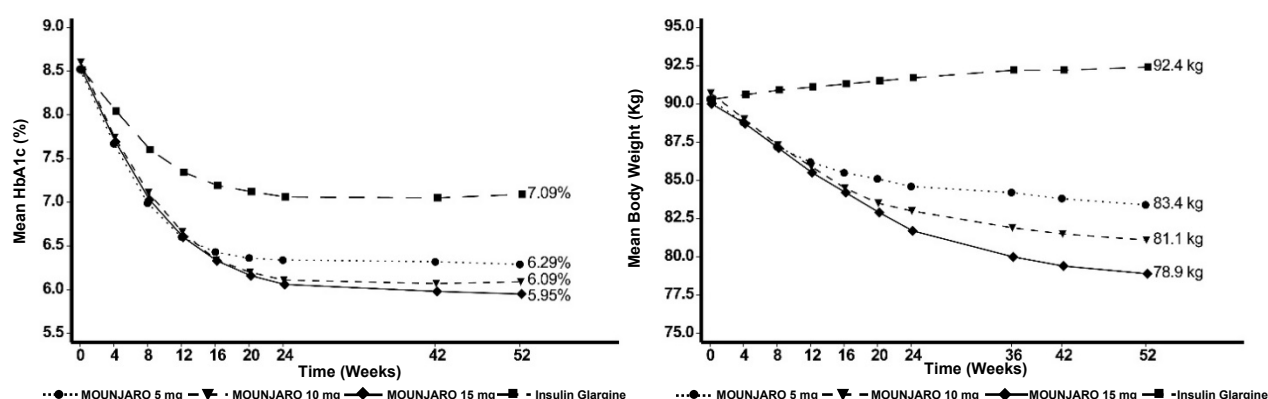 Mean HbA1c (%)
9.0
8.5
8.0
7.5
7.0
6.5
6.0
5.5
7.09%
6.29%
6.09%
5.95%
0 4 8 12 16 20 24 42 52
Time (Weeks)
MOUNJARO 5 mg MOUNJARO 10 mg MOUNJARO 15 mg Insulin Glargine
Mean Body Weight (Kg)
95.0
92.5
90.0
87.5
85.0
82.5
80.0
77.5
75.0
92.4 kg
83.4 kg
81.1 kg
78.9 kg
0 4 8 12 16 20 24 36 42 52
Time (Weeks)
MOUNJARO 5 mg MOUNJARO 10 mg MOUNJARO 15 mg Insulin Glargine